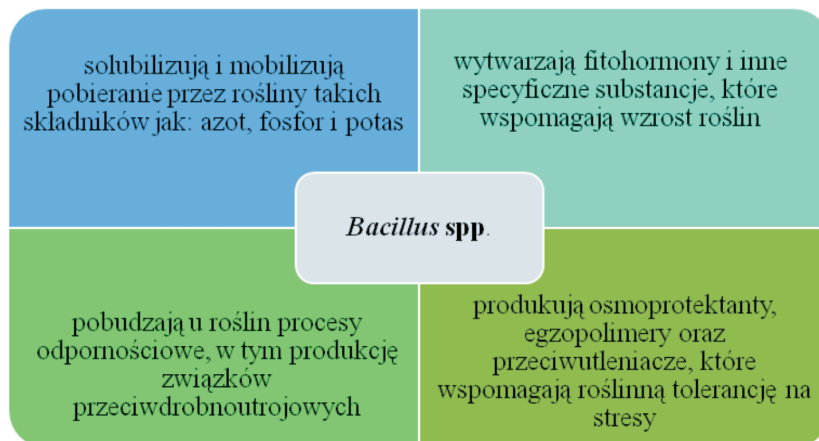 solubilizują i mobilizują
pobieranie przez rośliny takich
składników jak: azot, fosfor i potas
wytwarzają fitohormony i inne
specyficzne substancje, które
wspomagają wzrost roślin
Bacillus spp.
pobudzają u roślin procesy
odpornościowe, w tym produkcję
związków
przeciwdrobnoutrojowych
produkują osmoprotektanty,
egzopolimery oraz
przeciwutleniacze, które
wspomagają roślinną tolerancję na
stresy